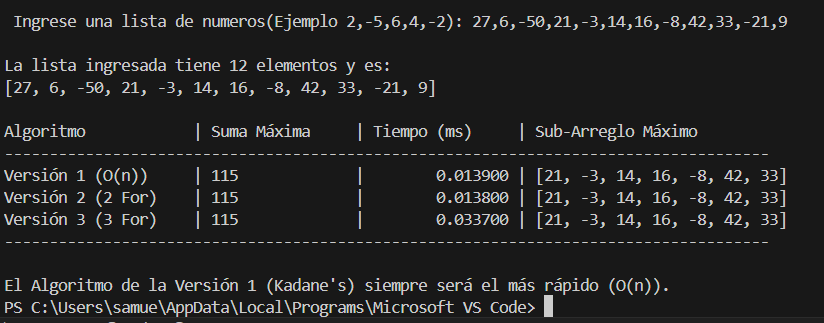 Ingrese una lista de numeros(Ejemplo 2,-5,6,4,-2): 27,6,-50,21,-3,14,16,-8,42,33,-21,9
La lista ingresada tiene 12 elementos y es:
[27, 6, -50, 21, -3, 14, 16, -8, 42, 33, -21, 9]
Algoritmo | Suma Máxima | Tiempo (ms) | Sub-Arreglo Máximo
-----------------------------------------------------------------------
Versión 1 (O(n)) | 115 | 0.013900 | [21, -3, 14, 16, -8, 42, 33]
Versión 2 (2 For) | 115 | 0.013800 | [21, -3, 14, 16, -8, 42, 33]
Versión 3 (3 For) | 115 | 0.033700 | [21, -3, 14, 16, -8, 42, 33]
-----------------------------------------------------------------------
El Algoritmo de la Versión 1 (Kadane's) siempre será el más rápido (O(n)).
PS C:\Users\samue\AppData\Local\Programs\Microsoft VS Code>